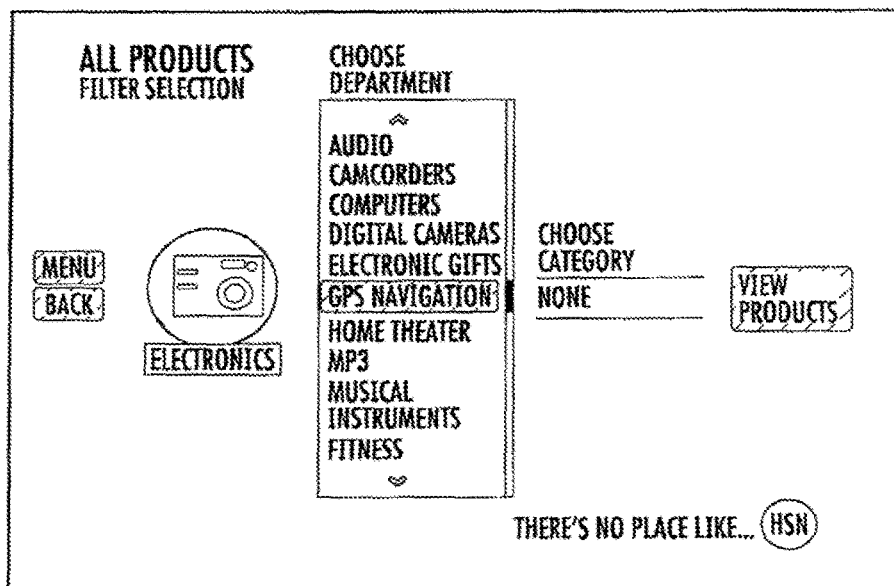 ALL PRODUCTS
FILTER SELECTION
CHOOSE
DEPARTMENT
AUDIO
CAMCORDERS
COMPUTERS
DIGITAL CAMERAS
ELECTRONIC GIFTS
GPS NAVIGATION
HOME THEATER
MP3
MUSICAL
INSTRUMENTS
FITNESS
MENU
BACK
ELECTRONICS
CHOOSE
CATEGORY
NONE
VIEW
PRODUCTS
THERE'S NO PLACE LIKE... HSN